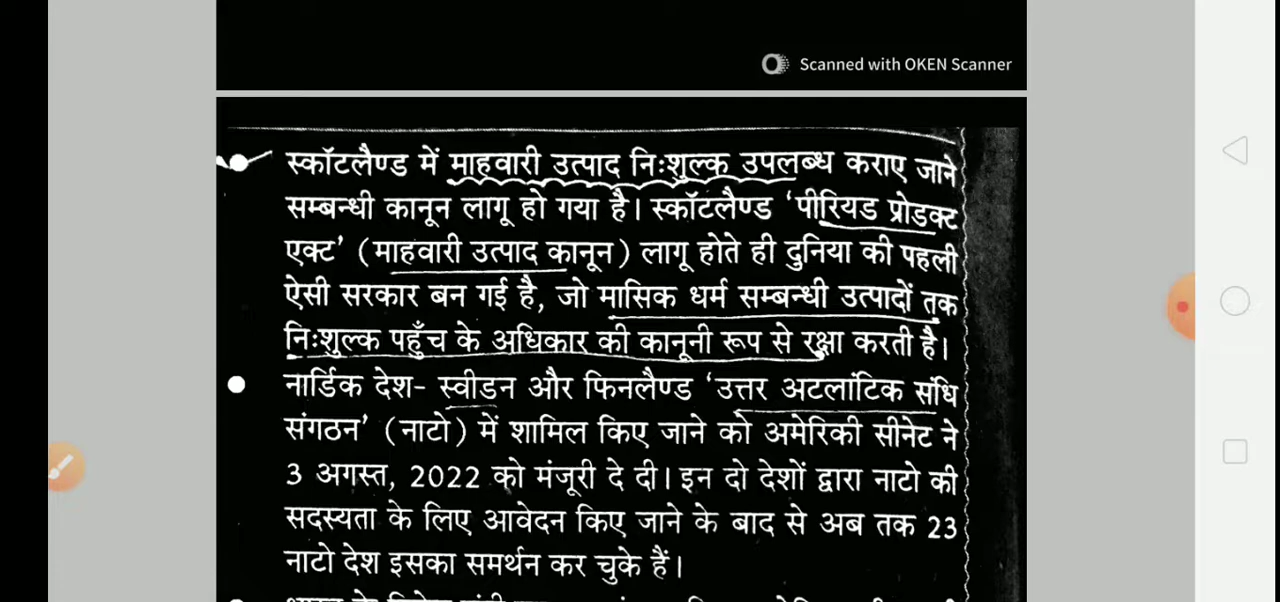 Scanned with OKEN Scanner
स्कॉटलैण्ड में माहवारी उत्पाद निःशुल्क उपलब्ध कराए जाने
सम्बन्धी कानून लागू हो गया है। स्कॉटलैण्ड ‘पीरियड प्रोडक्ट
एक्ट’ (माहवारी उत्पाद कानून) लागू होते ही दुनिया की पहली
ऐसी सरकार बन गई है, जो मासिक धर्म सम्बन्धी उत्पादों तक
निःशुल्क पहुँच के अधिकार की कानूनी रूप से रक्षा करती है।
नार्डिक देश- स्वीडन और फिनलैण्ड ‘उत्तर अटलांटिक संधि
संगठन’ (नाटो) में शामिल किए जाने को अमेरिकी सीनेट ने
3 अगस्त, 2022 को मंजूरी दे दी। इन दो देशों द्वारा नाटो की
सदस्यता के लिए आवेदन किए जाने के बाद से अब तक 23
नाटो देश इसका समर्थन कर चुके हैं।